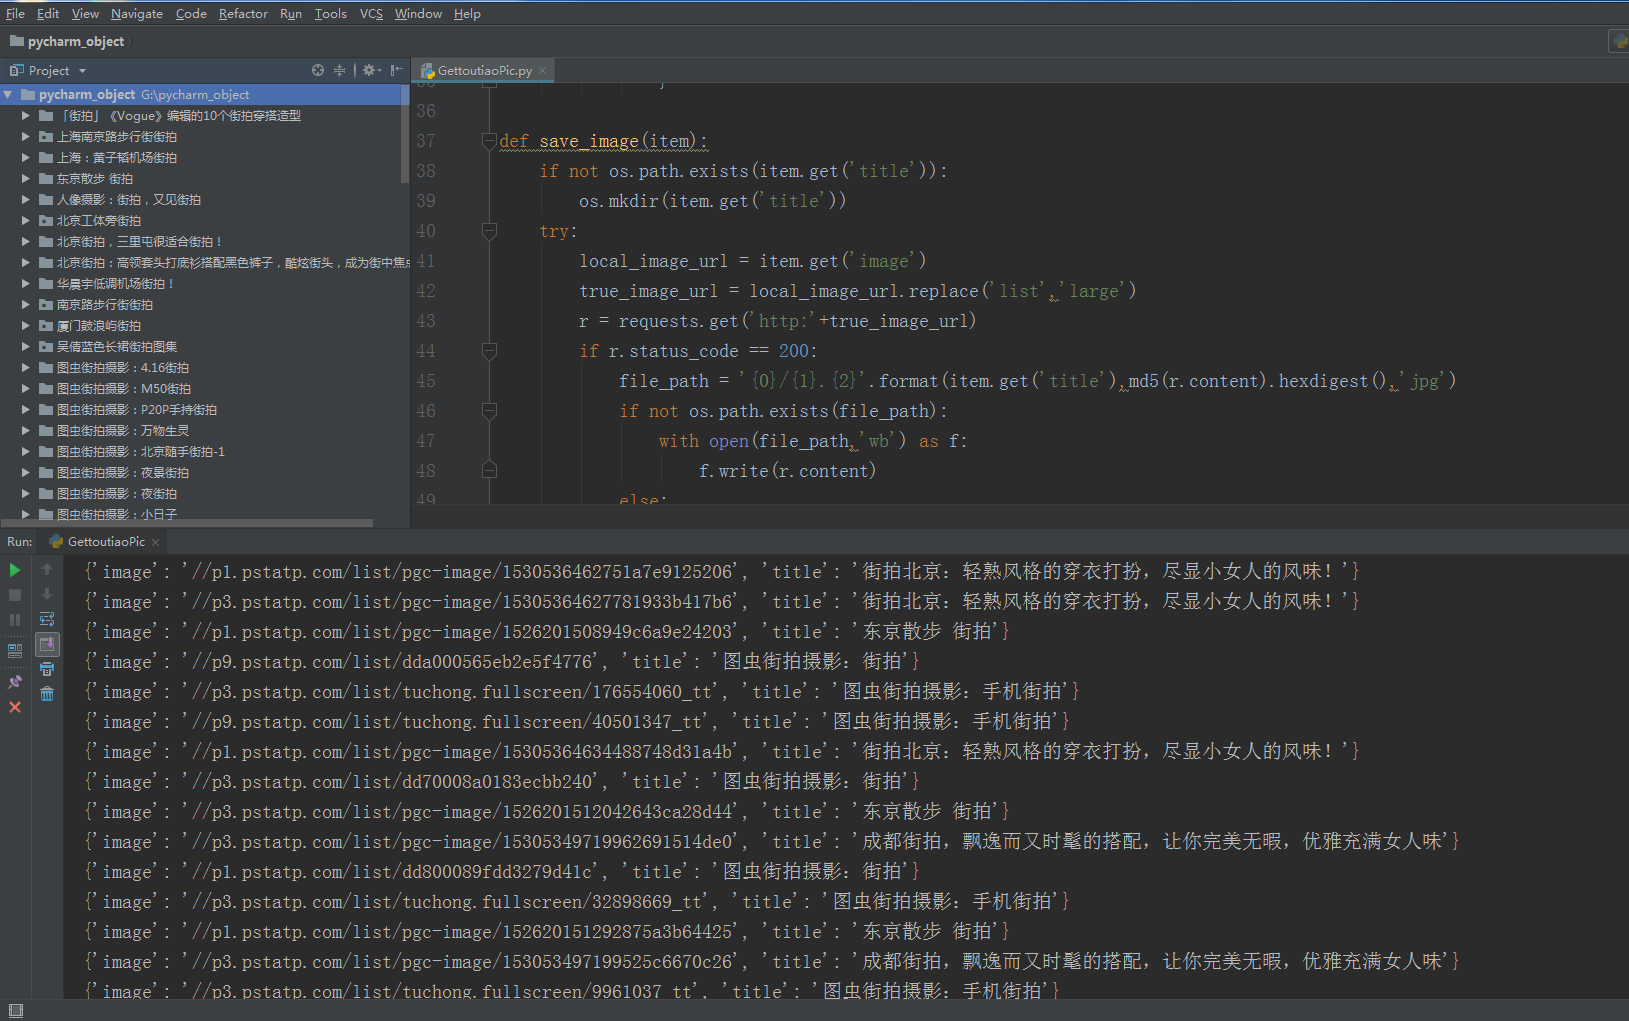 File Edit View Navigate Code Refactor Run Tools VCS Window Help
pycharm_object
Project
GettoutiaoPic.py
pycharm_object G:\pycharm_object
「街拍」《Vogue》编辑的10个街拍穿搭造型
上海南京路步行街街拍
上海：黄子韬机场街拍
东京散步 街拍
人像摄影：街拍，又见街拍
北京工体旁街拍
北京街拍，三里屯很适合街拍！
北京街拍：高领套头打底衫搭配黑色裤子，酷炫街头，成为街中焦点
华晨宇低调机场街拍！
南京路步行街街拍
厦门鼓浪屿街拍
吴倩蓝色长裙街拍图集
图虫街拍摄影：4.16街拍
图虫街拍摄影：M50街拍
图虫街拍摄影：P20P手持街拍
图虫街拍摄影：万物生灵
图虫街拍摄影：北京随手街拍-1
图虫街拍摄影：夜景街拍
图虫街拍摄影：夜街拍
图虫街拍摄影：小日子
35 }
36
37 def save_image(item):
38 if not os.path.exists(item.get('title')):
39 os.mkdir(item.get('title'))
40 try:
41 local_image_url = item.get('image')
42 true_image_url = local_image_url.replace('list','large')
43 r = requests.get('http:'+true_image_url)
44 if r.status_code == 200:
45 file_path = '{0}/{1}.{2}'.format(item.get('title'),md5(r.content).hexdigest(),'jpg')
46 if not os.path.exists(file_path):
47 with open(file_path,'wb') as f:
48 f.write(r.content)
49 else:
Run: GettoutiaoPic
{'image': '//p1.pstatp.com/list/pgc-image/1530536462751a7e9125206', 'title': '街拍北京：轻熟风格的穿衣打扮，尽显小女人的风味！'}
{'image': '//p3.pstatp.com/list/pgc-image/15305364627781933b417b6', 'title': '街拍北京：轻熟风格的穿衣打扮，尽显小女人的风味！'}
{'image': '//p1.pstatp.com/list/pgc-image/1526201508949c6a9e24203', 'title': '东京散步 街拍'}
{'image': '//p9.pstatp.com/list/dda000565eb2e5f4776', 'title': '图虫街拍摄影：街拍'}
{'image': '//p3.pstatp.com/list/tuchong.fullscreen/176554060_tt', 'title': '图虫街拍摄影：手机街拍'}
{'image': '//p9.pstatp.com/list/tuchong.fullscreen/40501347_tt', 'title': '图虫街拍摄影：手机街拍'}
{'image': '//p1.pstatp.com/list/pgc-image/15305364634488748d31a4b', 'title': '街拍北京：轻熟风格的穿衣打扮，尽显小女人的风味！'}
{'image': '//p3.pstatp.com/list/dd70008a0183ecbb240', 'title': '图虫街拍摄影：街拍'}
{'image': '//p3.pstatp.com/list/pgc-image/1526201512042643ca28d44', 'title': '东京散步 街拍'}
{'image': '//p3.pstatp.com/list/pgc-image/15305349719962691514de0', 'title': '成都街拍，飘逸而又时髦的搭配，让你完美无暇，优雅充满女人味'}
{'image': '//p1.pstatp.com/list/dd800089fdd3279d41c', 'title': '图虫街拍摄影：街拍'}
{'image': '//p3.pstatp.com/list/tuchong.fullscreen/32898669_tt', 'title': '图虫街拍摄影：手机街拍'}
{'image': '//p1.pstatp.com/list/pgc-image/152620151292875a3b64425', 'title': '东京散步 街拍'}
{'image': '//p3.pstatp.com/list/pgc-image/153053497199525c6670c26', 'title': '成都街拍，飘逸而又时髦的搭配，让你完美无暇，优雅充满女人味'}
{'image': '//p3.pstatp.com/list/tuchong.fullscreen/9961037_tt', 'title': '图虫街拍摄影：手机街拍'}